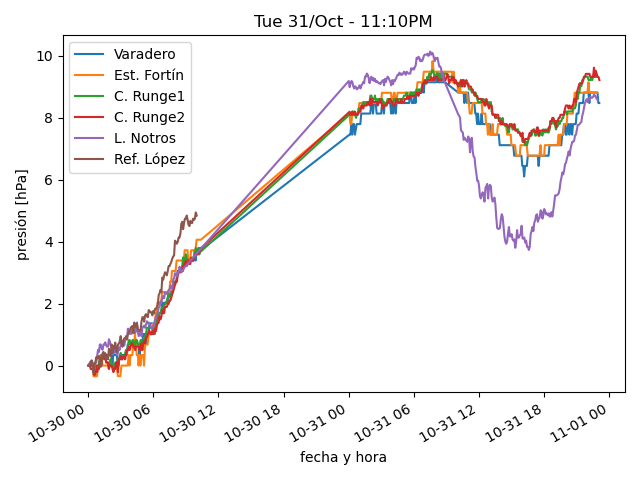 Tue 31/Oct - 11:10PM
Varadero
Est. Fortín
C. Runge1
C. Runge2
L. Notros
Ref. López
presión [hPa]
10
8
6
4
2
0
10-30 00
10-30 06
10-30 12
10-30 18
10-31 00
10-31 06
10-31 12
10-31 18
11-01 00
fecha y hora